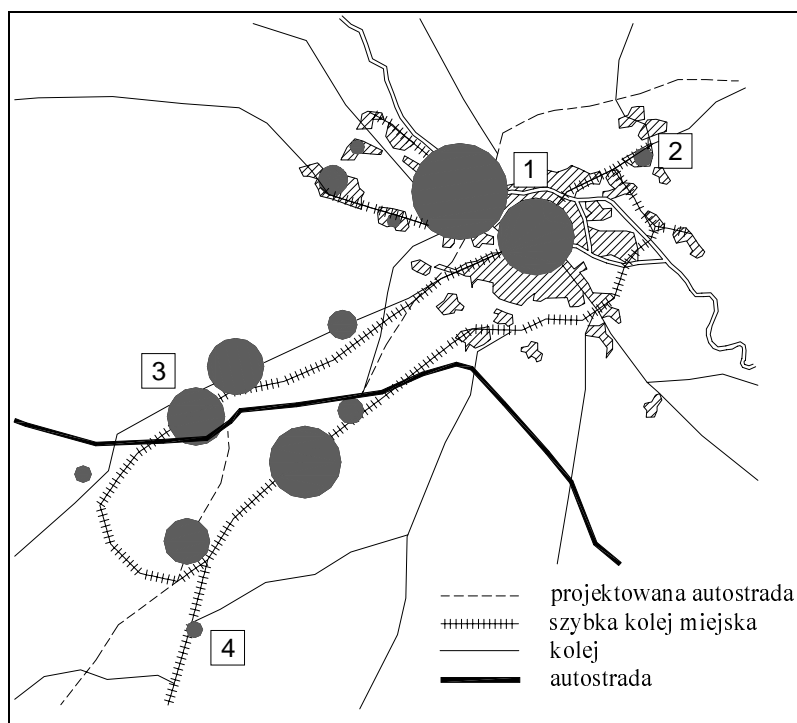 1
2
3
4
projektowana autostrada
szybka kolej miejska
kolej
autostrada